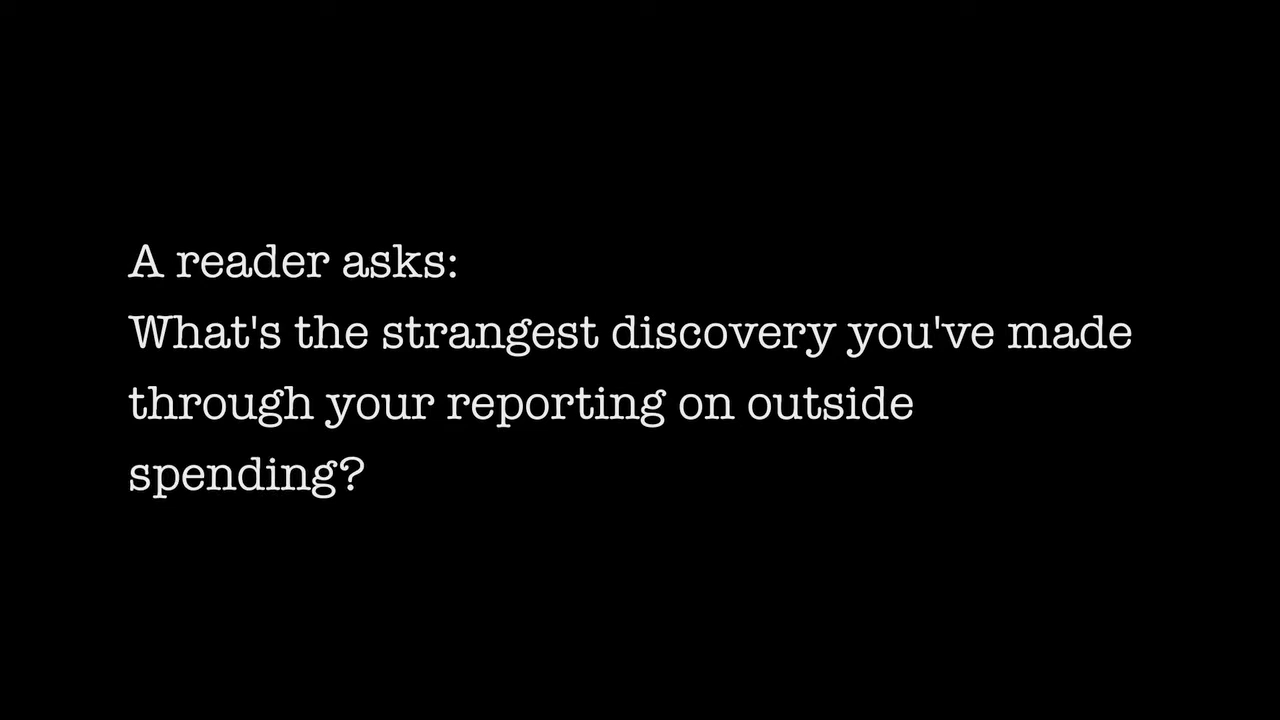 A reader asks:
What's the strangest discovery you've made
through your reporting on outside
spending?